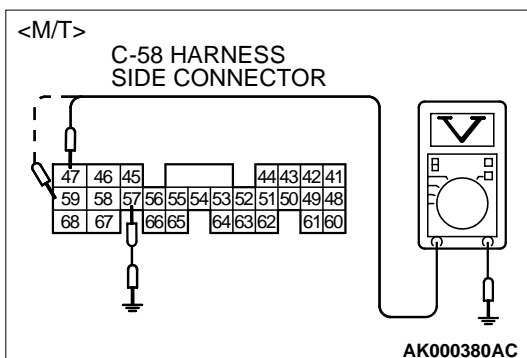 <M/T>
C-58 HARNESS
SIDE CONNECTOR
V
47 46 45 44 43 42 41
59 58 57 56 55 54 53 52 51 50 49 48
68 67 66 65 64 63 62 61 60
AK000380AC